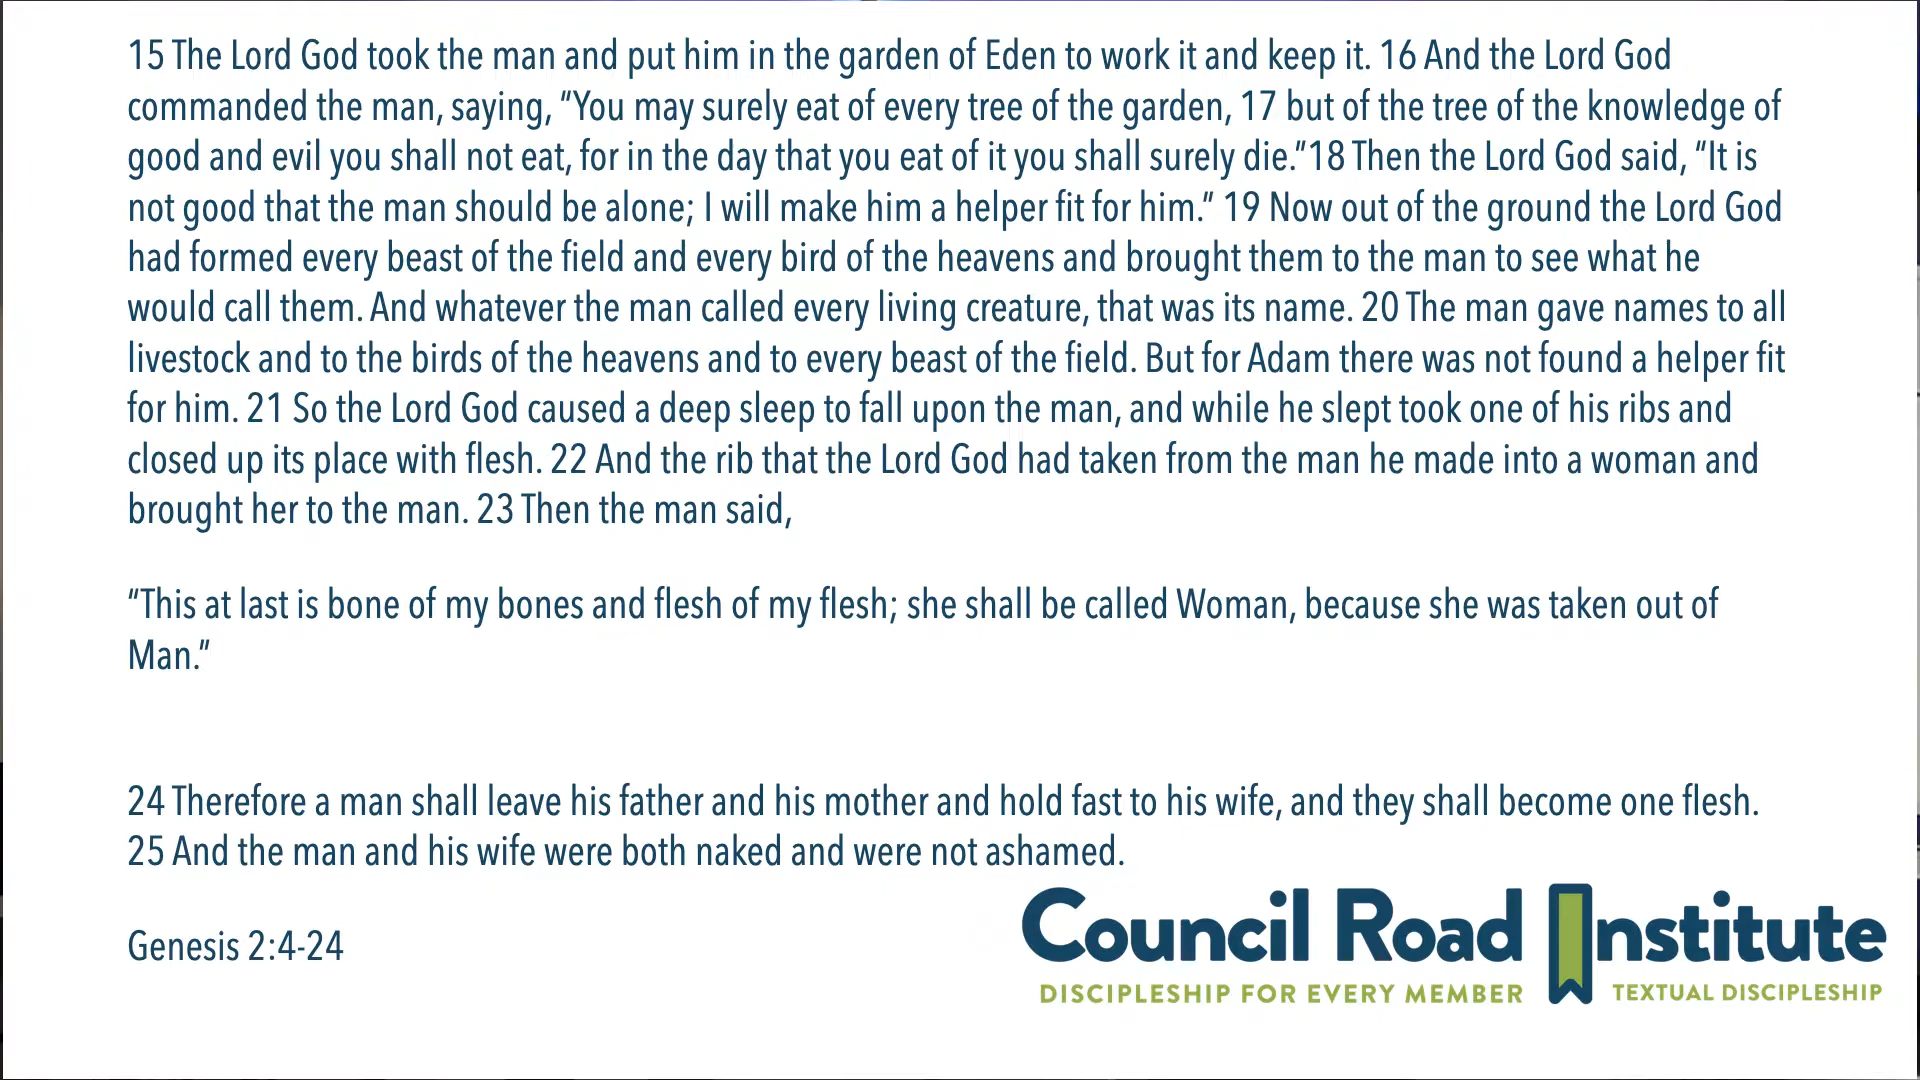 15 The Lord God took the man and put him in the garden of Eden to work it and keep it. 16 And the Lord God
commanded the man, saying, “You may surely eat of every tree of the garden, 17 but of the tree of the knowledge of
good and evil you shall not eat, for in the day that you eat of it you shall surely die.”18 Then the Lord God said, “It is
not good that the man should be alone; I will make him a helper fit for him.” 19 Now out of the ground the Lord God
had formed every beast of the field and every bird of the heavens and brought them to the man to see what he
would call them. And whatever the man called every living creature, that was its name. 20 The man gave names to all
livestock and to the birds of the heavens and to every beast of the field. But for Adam there was not found a helper fit
for him. 21 So the Lord God caused a deep sleep to fall upon the man, and while he slept took one of his ribs and
closed up its place with flesh. 22 And the rib that the Lord God had taken from the man he made into a woman and
brought her to the man. 23 Then the man said,
“This at last is bone of my bones and flesh of my flesh; she shall be called Woman, because she was taken out of
Man.”
24 Therefore a man shall leave his father and his mother and hold fast to his wife, and they shall become one flesh.
25 And the man and his wife were both naked and were not ashamed.
Genesis 2:4-24
Council Road Institute
DISCIPLESHIP FOR EVERY MEMBER TEXTUAL DISCIPLESHIP